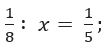 1/8 : x = 1/5 ;